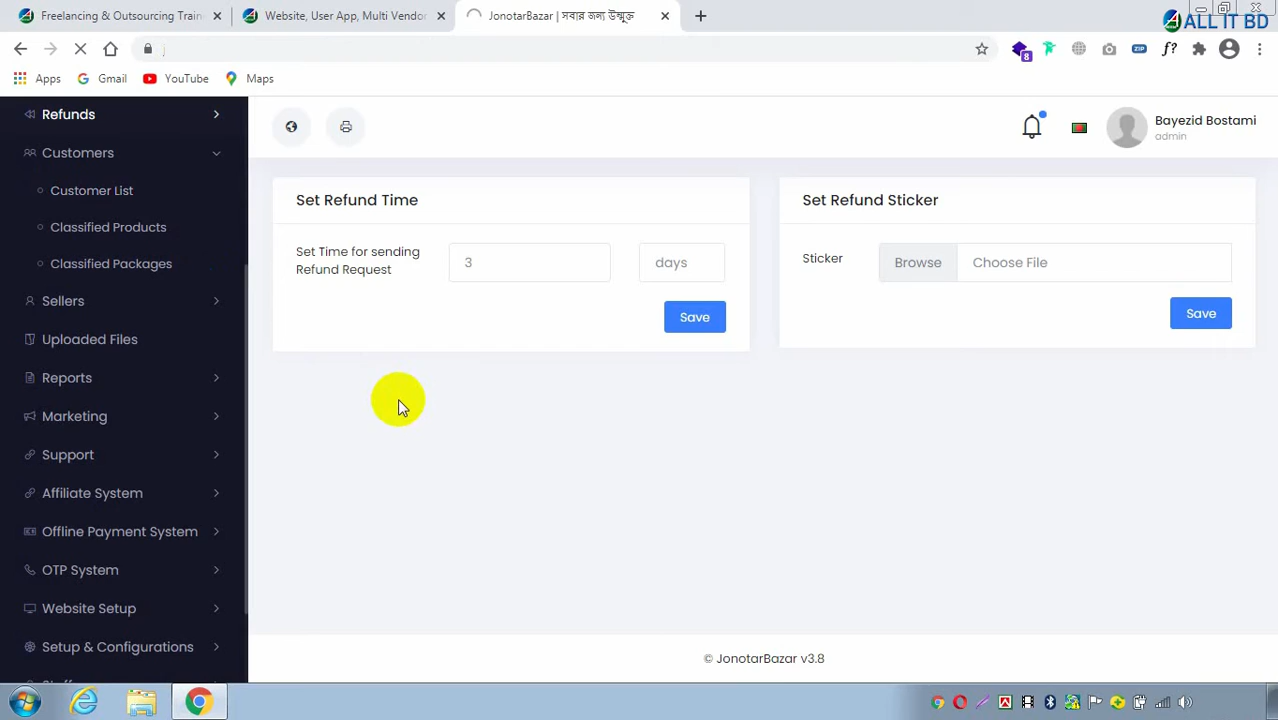 Freelancing & Outsourcing Train
Website, User App, Multi Vendor
JonotarBazar | সবার জন্য উন্মুক্ত
ALL IT BD
8
ZIP
f?
Apps
Gmail
YouTube
Maps
Refunds
Customers
Customer List
Classified Products
Classified Packages
Sellers
Uploaded Files
Reports
Marketing
Support
Affiliate System
Offline Payment System
OTP System
Website Setup
Setup & Configurations
Bayezid Bostami
admin
Set Refund Time
Set Time for sending
Refund Request
3
days
Save
Set Refund Sticker
Sticker
Browse
Choose File
Save
© JonotarBazar v3.8